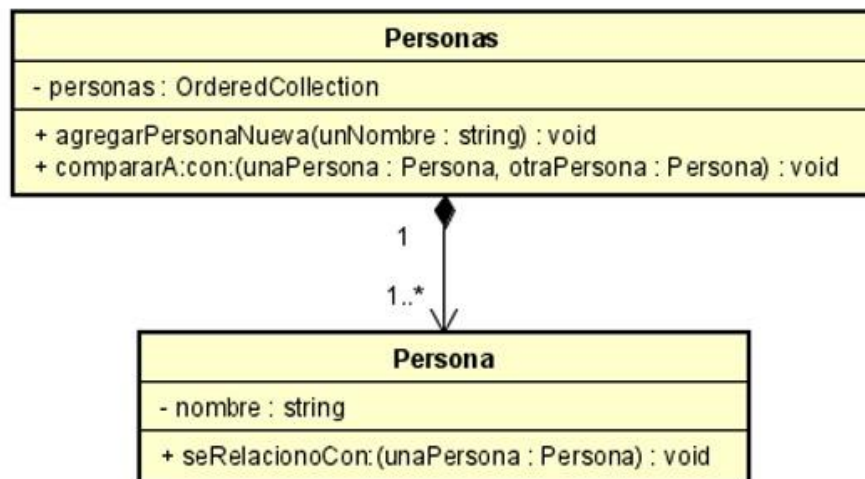 Personas
- personas : OrderedCollection
+ agregarPersonaNueva(unNombre : string) : void
+ compararA:con:(unaPersona : Persona, otraPersona : Persona) : void
1
1..*
Persona
- nombre : string
+ seRelacionoCon:(unaPersona : Persona) : void